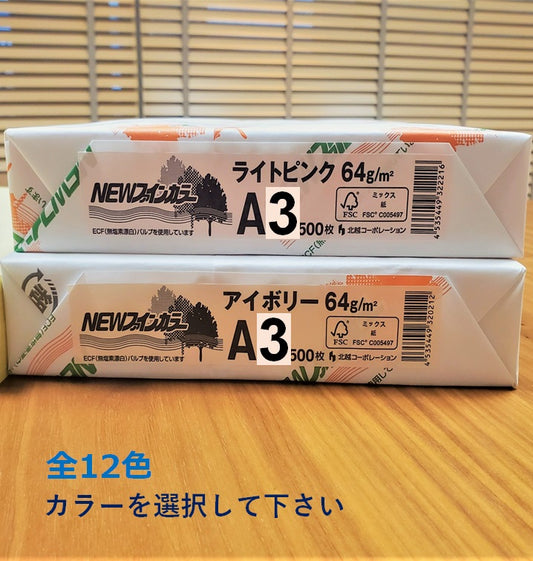 ライトピンク 64g/m²
NEWファインカラー
A3 500枚
ECF(無塩素漂白)パルプを使用しています
FSC
ミックス
紙
FSC® C005497
北越コーポレーション
4 535449 322216
アイボリー 64g/m²
NEWファインカラー
A3 500枚
ECF(無塩素漂白)パルプを使用しています
FSC
ミックス
紙
FSC® C005497
北越コーポレーション
4 535449 320212
全12色
カラーを選択して下さい